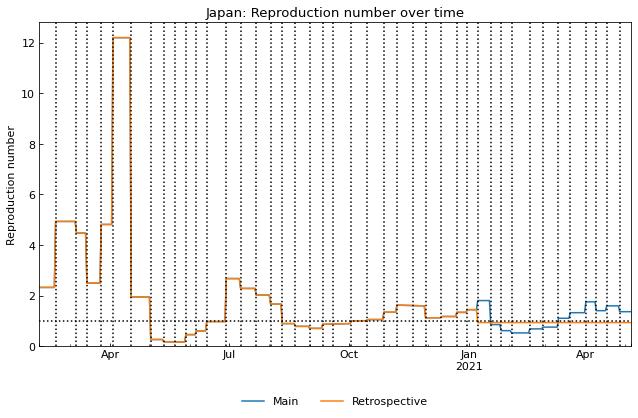 Japan: Reproduction number over time
Reproduction number
12
10
8
6
4
2
0
Apr
Jul
Oct
Jan
2021
Apr
Main
Retrospective